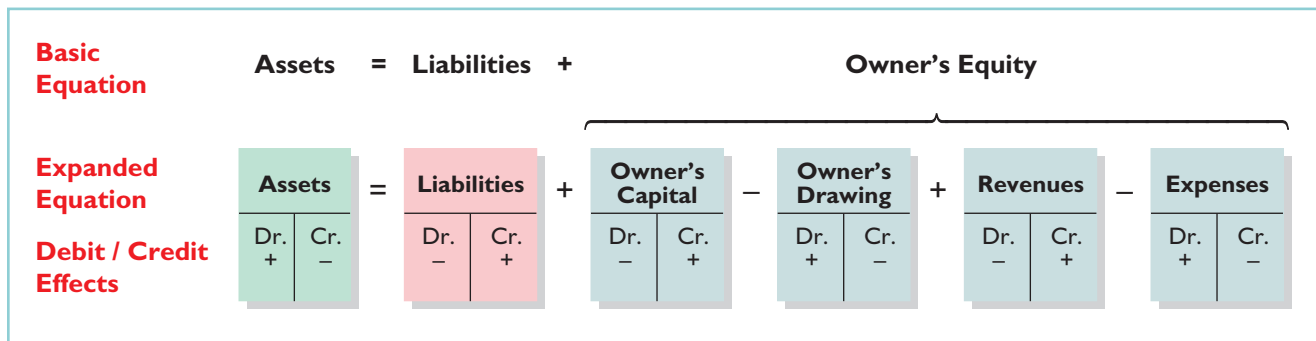 Basic
Equation
Assets = Liabilities + Owner's Equity
Expanded
Equation
Assets = Liabilities + Owner's Capital – Owner's Drawing + Revenues – Expenses
Debit / Credit
Effects
Dr. Cr. Dr. Cr. Dr. Cr. Dr. Cr. Dr. Cr. Dr. Cr.
+ – – + – + + – – + + –